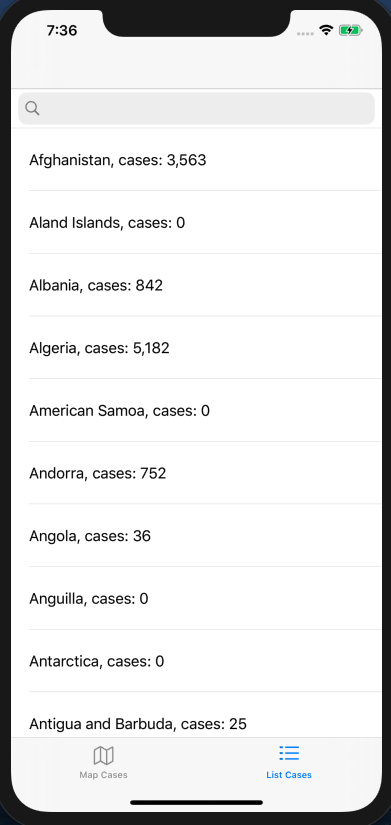 7:36
Afghanistan, cases: 3,563
Aland Islands, cases: 0
Albania, cases: 842
Algeria, cases: 5,182
American Samoa, cases: 0
Andorra, cases: 752
Angola, cases: 36
Anguilla, cases: 0
Antarctica, cases: 0
Antigua and Barbuda, cases: 25
Map Cases
List Cases